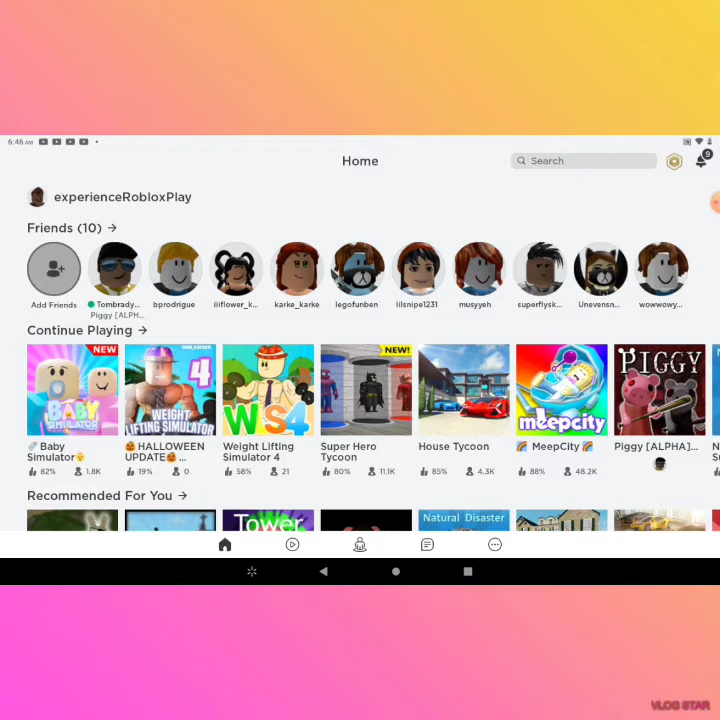 6:46 AM
Home
Search
9
experienceRobloxPlay
Friends (10) →
Add Friends
Tombrady...
Piggy [ALPH...
bprodrigue
iiiflower_k...
karke_karke
legofunben
lilsnipe1231
musyyeh
superflysk...
Unevensn...
wowwowy...
Continue Playing →
NEW
BABY
SIMULATOR
4
WEIGHT
LIFTING SIMULATOR
WS4
NEW!
meepcity
PIGGY
Baby
Simulator
HALLOWEEN
UPDATE ...
Weight Lifting
Simulator 4
Super Hero
Tycoon
House Tycoon
MeepCity
Piggy [ALPHA]...
62% 1.8K
19% 0
58% 21
80% 11.1K
85% 4.3K
88% 48.2K
Recommended For You →
Tower
Natural Disaster
VLOG STAR